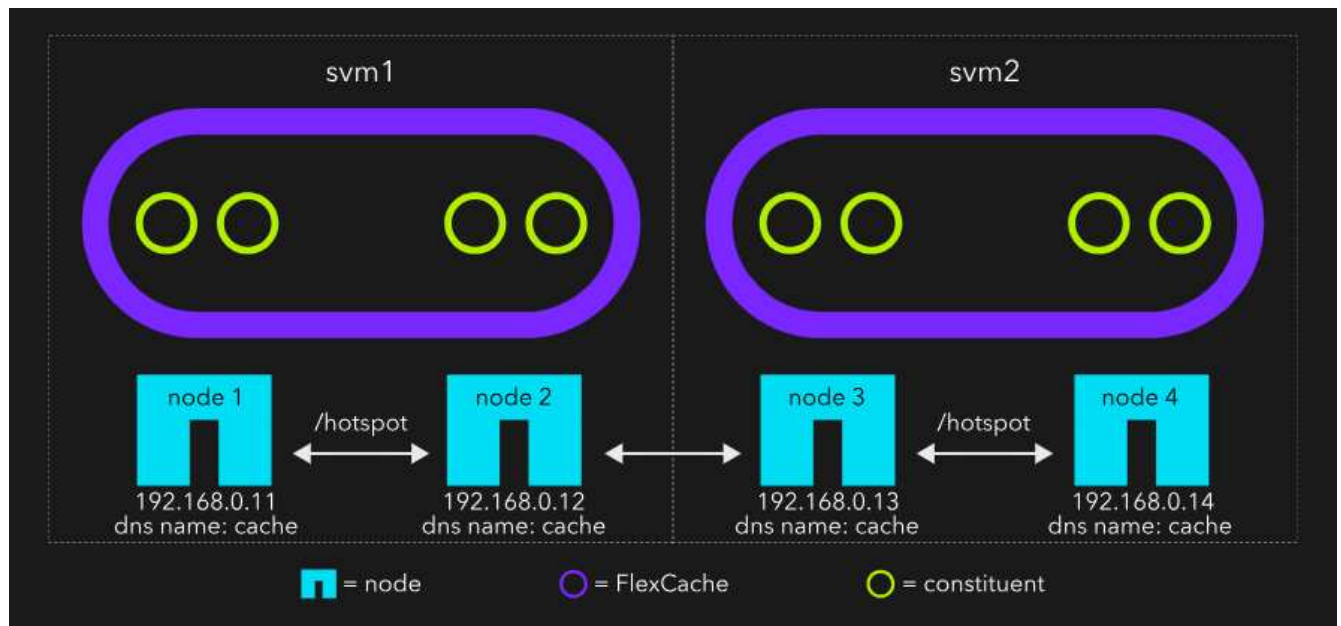 svm1
svm2
node 1
/hotspot
node 2
node 3
/hotspot
node 4
192.168.0.11
dns name: cache
192.168.0.12
dns name: cache
192.168.0.13
dns name: cache
192.168.0.14
dns name: cache
= node
= FlexCache
= constituent